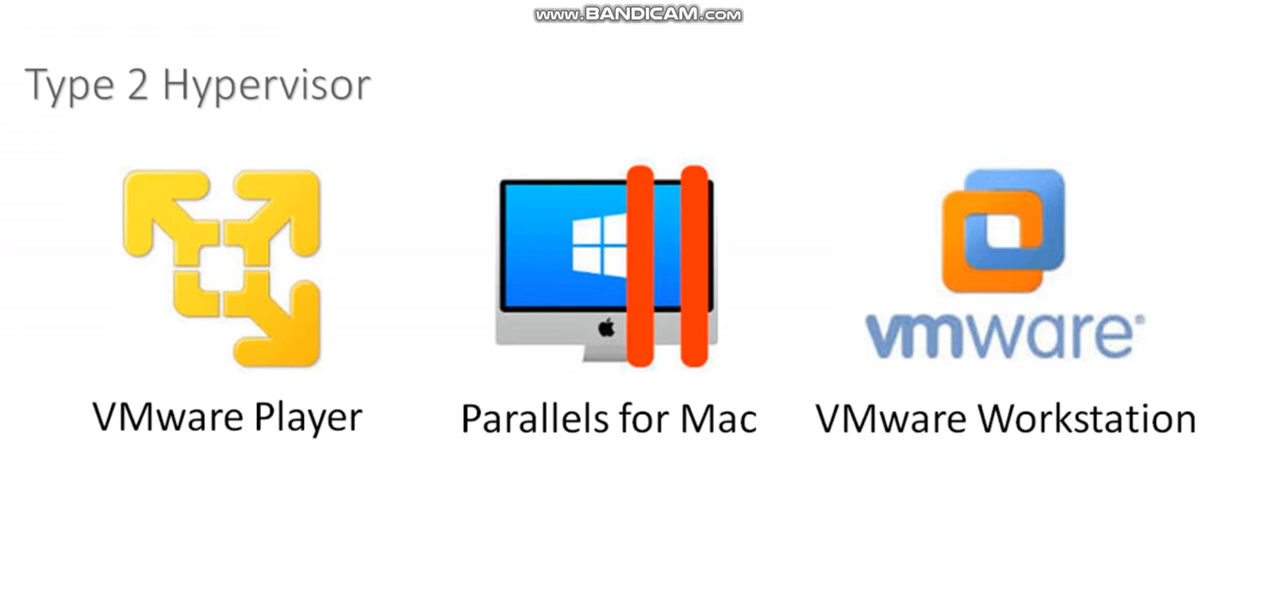 www.BANDICAM.com
Type 2 Hypervisor
vmware®
VMware Player
Parallels for Mac
VMware Workstation